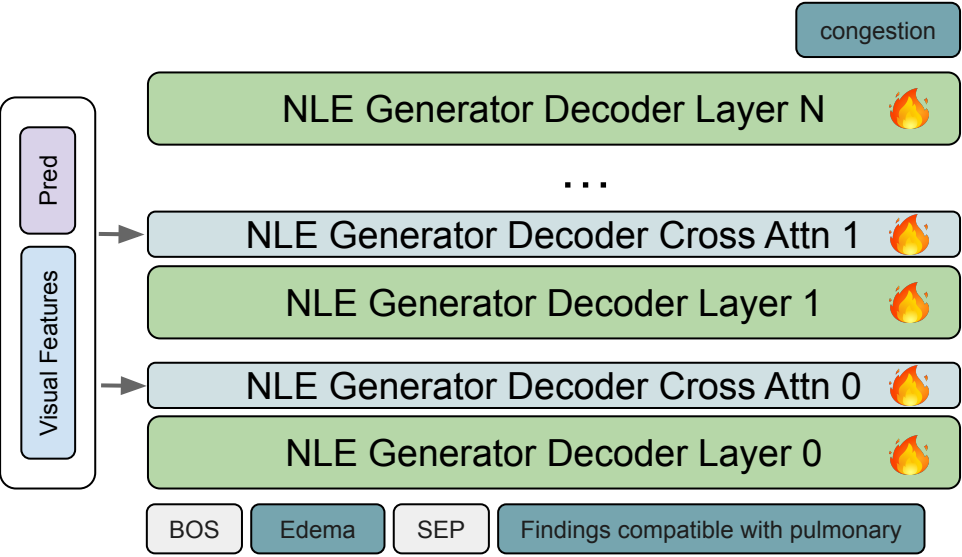 congestion
NLE Generator Decoder Layer N
...
Pred
NLE Generator Decoder Cross Attn 1
NLE Generator Decoder Layer 1
Visual Features
NLE Generator Decoder Cross Attn 0
NLE Generator Decoder Layer 0
BOS Edema SEP Findings compatible with pulmonary